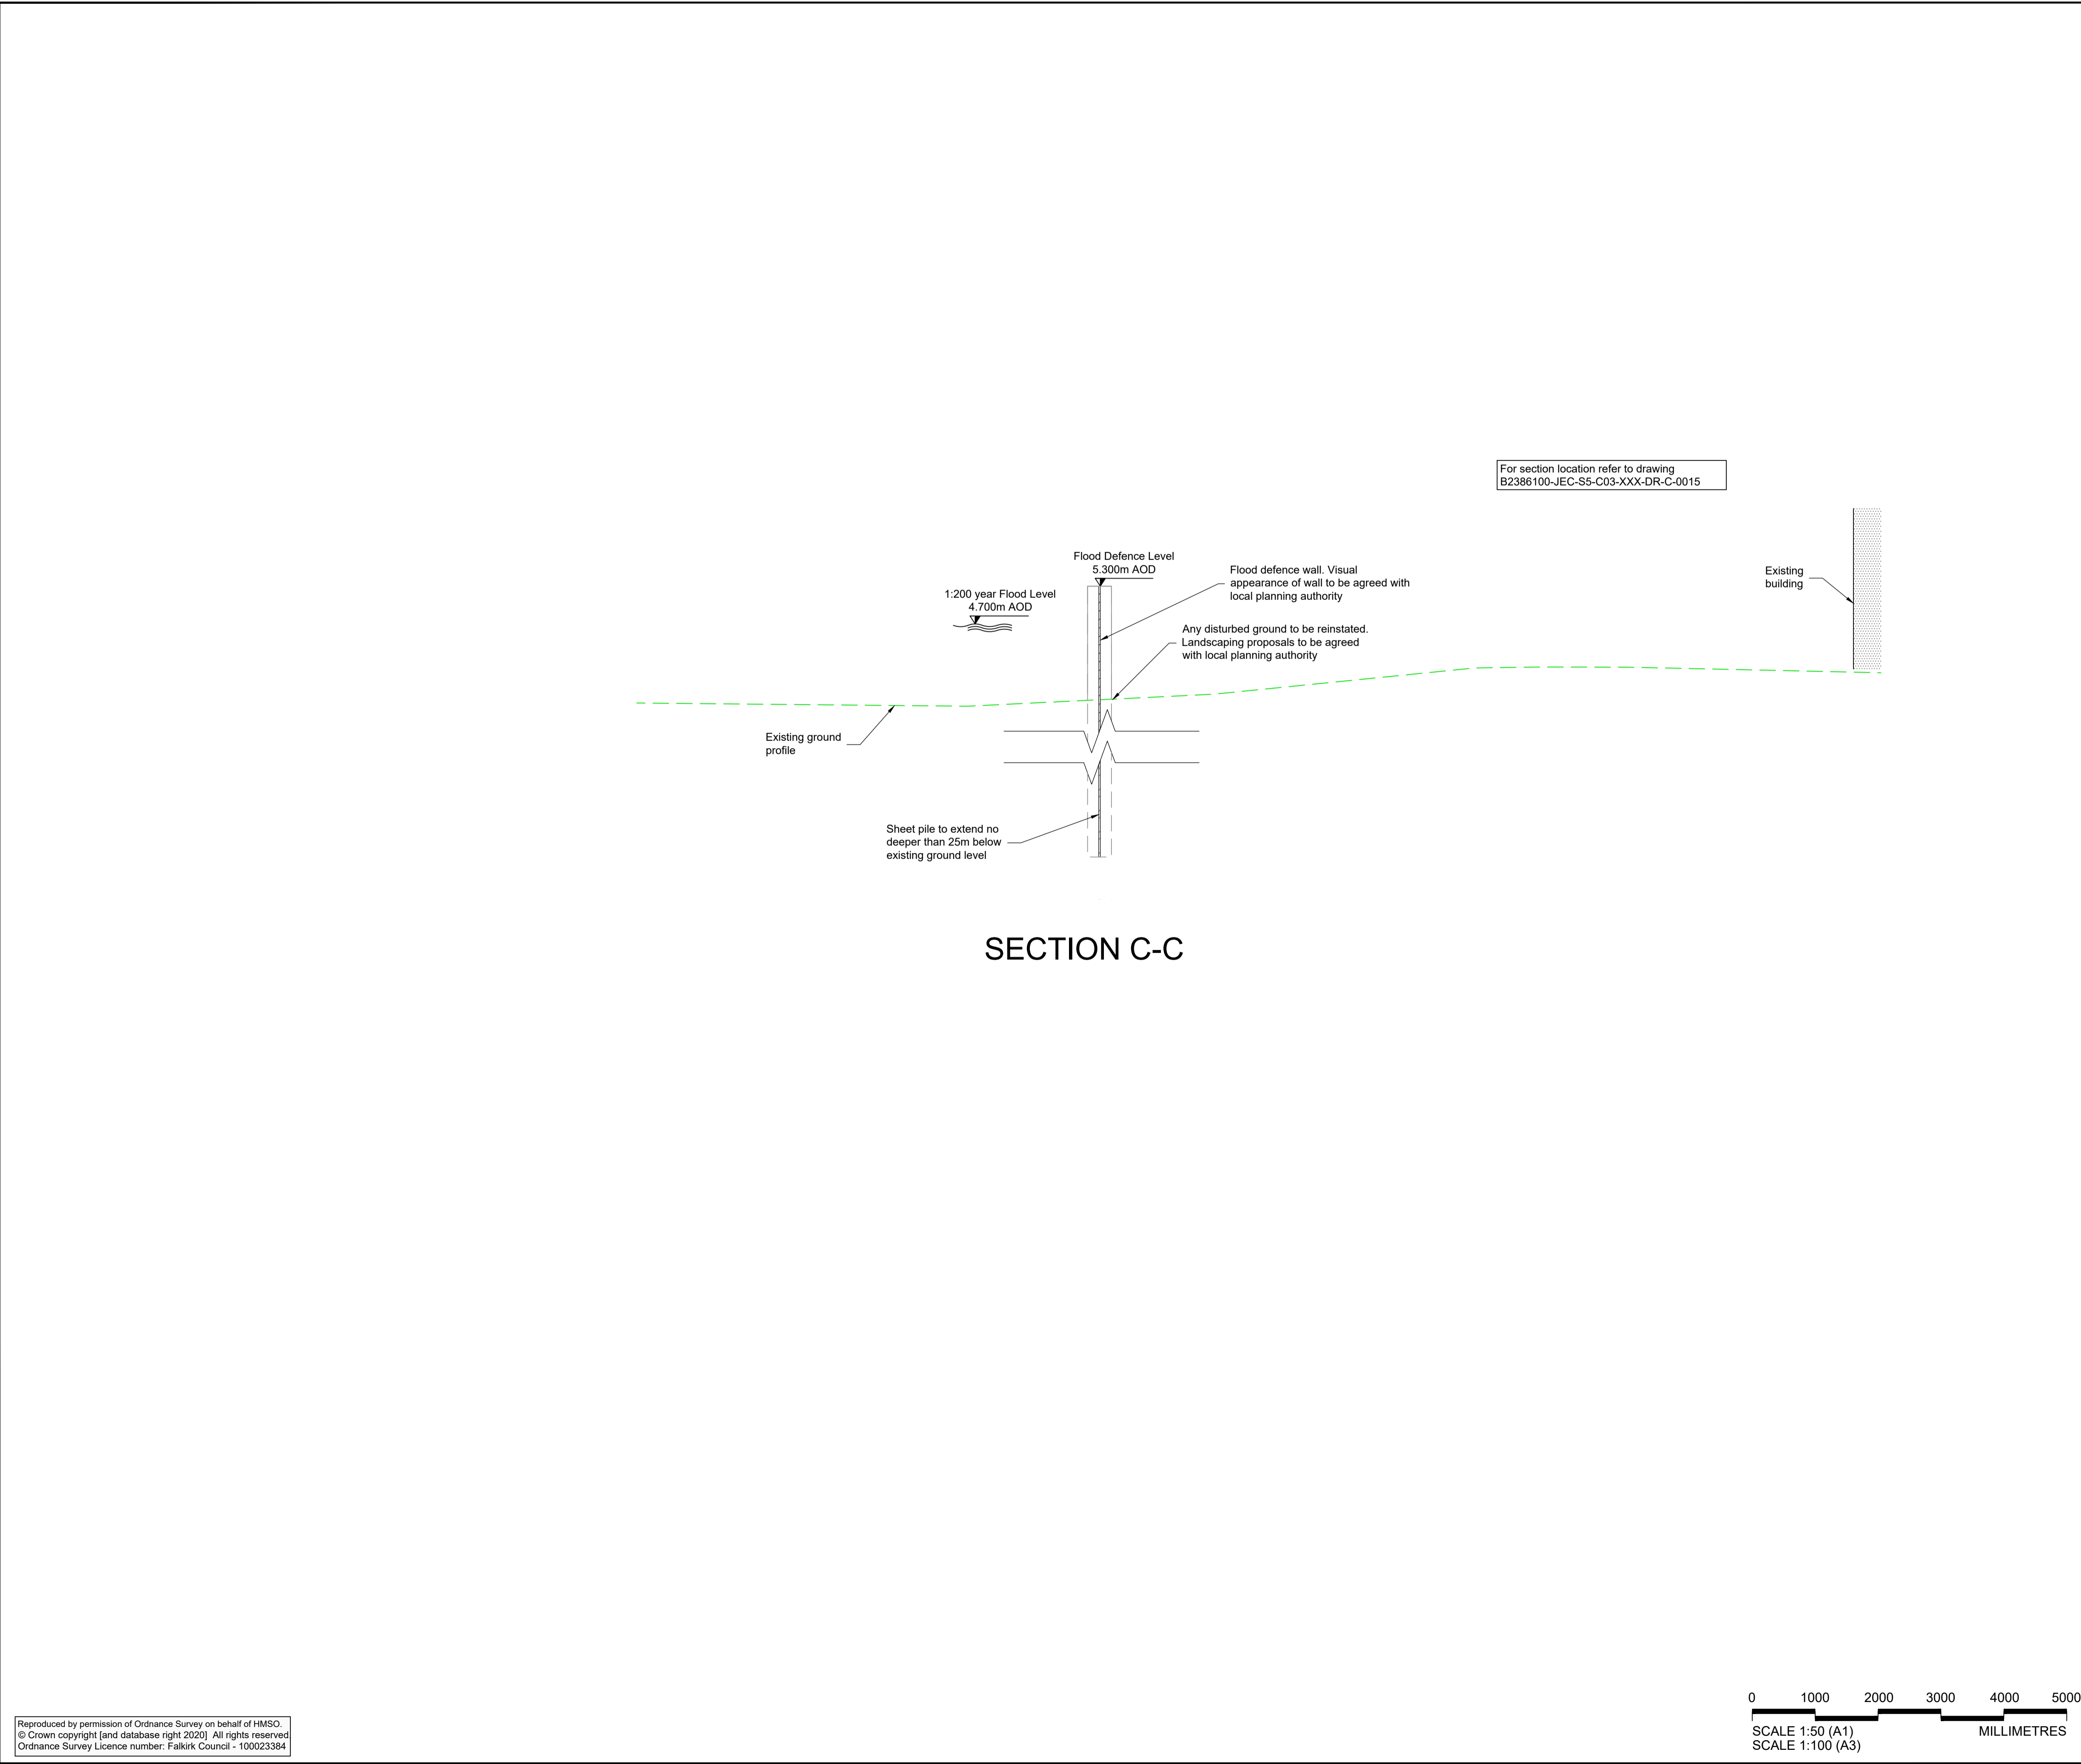 For section location refer to drawing
B2386100-JEC-S5-C03-XXX-DR-C-0015
Flood Defence Level
5.300m AOD
1:200 year Flood Level
4.700m AOD
Flood defence wall. Visual
appearance of wall to be agreed with
local planning authority
Existing
building
Any disturbed ground to be reinstated.
Landscaping proposals to be agreed
with local planning authority
Existing ground
profile
Sheet pile to extend no
deeper than 25m below
existing ground level
SECTION C-C
0 1000 2000 3000 4000 5000
SCALE 1:50 (A1) MILLIMETRES
SCALE 1:100 (A3)
Reproduced by permission of Ordnance Survey on behalf of HMSO.
© Crown copyright [and database right 2020] All rights reserved.
Ordnance Survey Licence number: Falkirk Council - 100023384